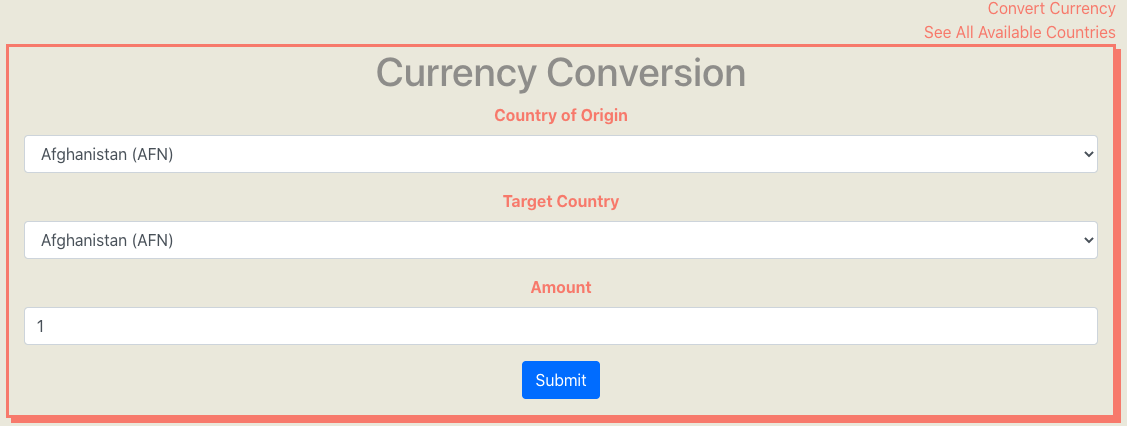 Convert Currency
See All Available Countries
Currency Conversion
Country of Origin
Afghanistan (AFN)
Target Country
Afghanistan (AFN)
Amount
1
Submit